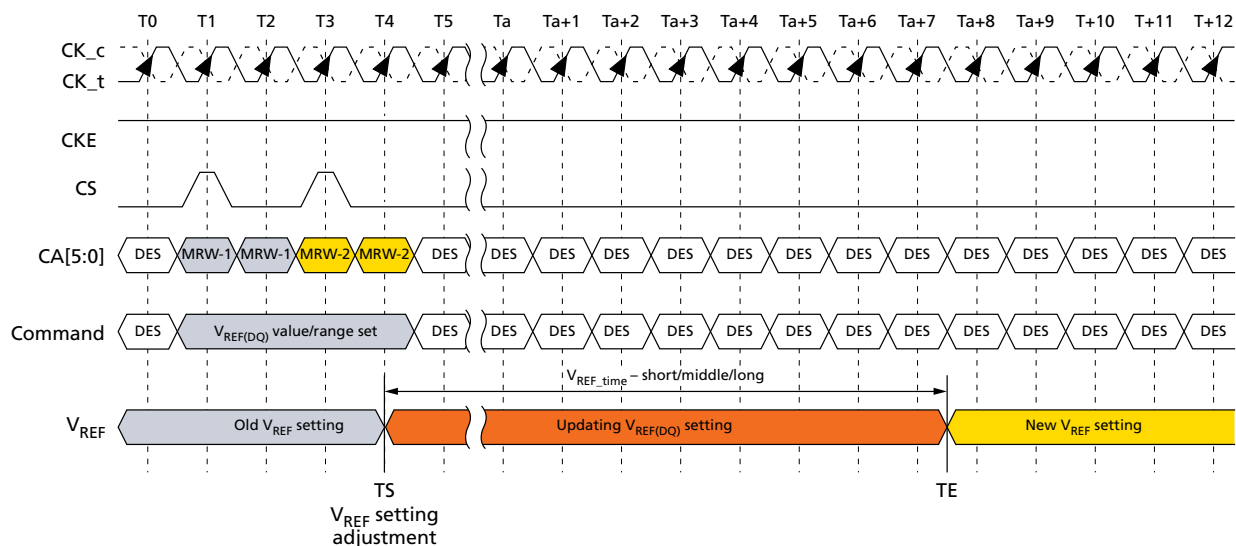 T0 T1 T2 T3 T4 T5 Ta Ta+1 Ta+2 Ta+3 Ta+4 Ta+5 Ta+6 Ta+7 Ta+8 Ta+9 T+10 T+11 T+12
CK_c
CK_t
CKE
CS
CA[5:0] DES MRW-1 MRW-1 MRW-2 MRW-2 DES DES DES DES DES DES DES DES DES DES DES DES DES DES
Command DES VREF(DQ) value/range set DES DES DES DES DES DES DES DES DES DES DES DES DES DES
VREF_time – short/middle/long
VREF Old VREF setting Updating VREF(DQ) setting New VREF setting
TS TE
VREF setting
adjustment